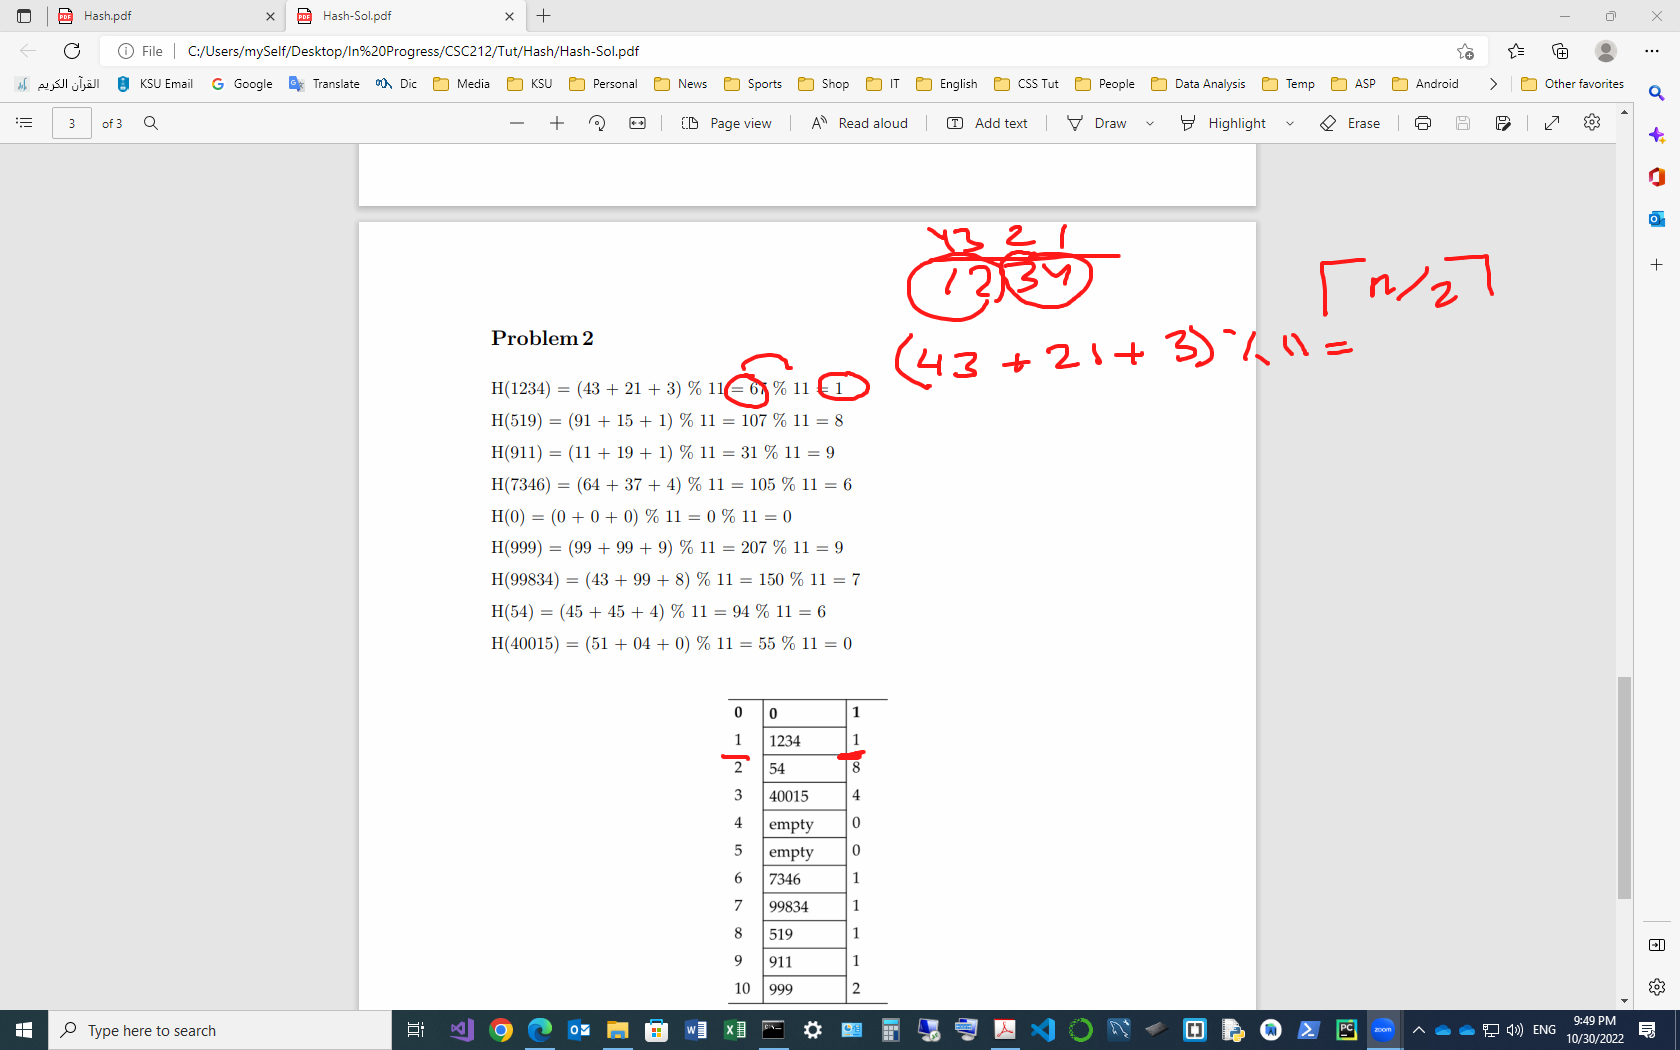 Hash.pdf
Hash-Sol.pdf
File C:/Users/mySelf/Desktop/In%20Progress/CSC212/Tut/Hash/Hash-Sol.pdf
القرآن الكريم KSU Email Google Translate Dic Media KSU Personal News Sports Shop IT English CSS Tut People Data Analysis Temp ASP Android Other favorites
3 of 3 Page view Read aloud Add text Draw Highlight Erase
43 2 1
12,34
⌈n/2⌉
(43 + 21 + 3) % 11 =
Problem 2
H(1234) = (43 + 21 + 3) % 11 = 67 % 11 = 1
H(519) = (91 + 15 + 1) % 11 = 107 % 11 = 8
H(911) = (11 + 19 + 1) % 11 = 31 % 11 = 9
H(7346) = (64 + 37 + 4) % 11 = 105 % 11 = 6
H(0) = (0 + 0 + 0) % 11 = 0 % 11 = 0
H(999) = (99 + 99 + 9) % 11 = 207 % 11 = 9
H(99834) = (43 + 99 + 8) % 11 = 150 % 11 = 7
H(54) = (45 + 45 + 4) % 11 = 94 % 11 = 6
H(40015) = (51 + 04 + 0) % 11 = 55 % 11 = 0
0 0 1
1 1234 1
2 54 8
3 40015 4
4 empty 0
5 empty 0
6 7346 1
7 99834 1
8 519 1
9 911 1
10 999 2
Type here to search
ENG
9:49 PM
10/30/2022
zoom